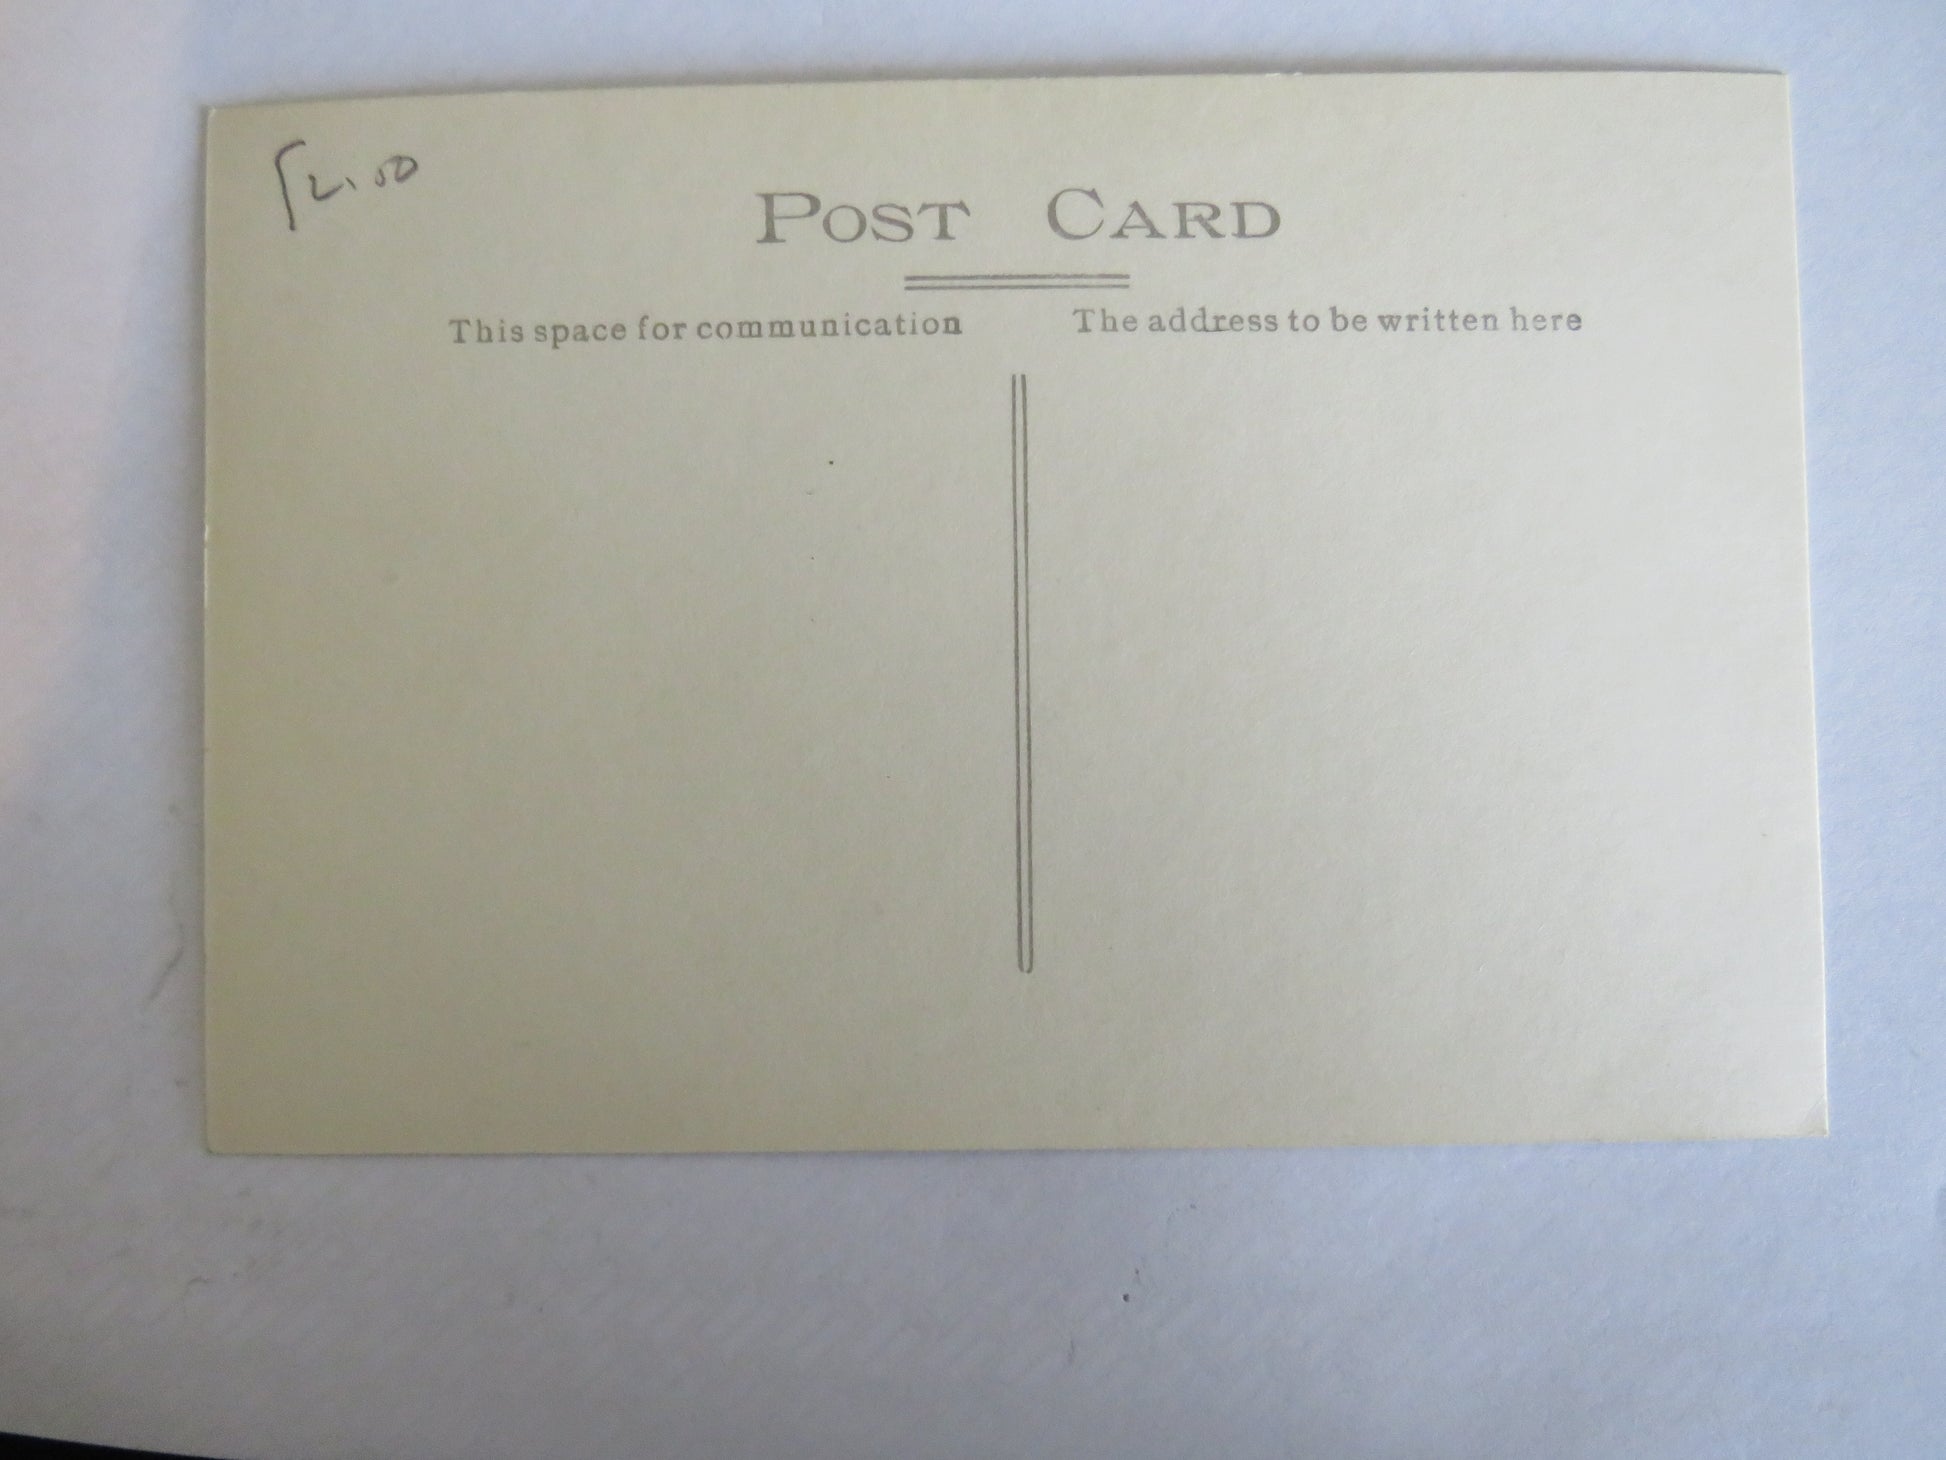 2.50
POST CARD
This space for communication
The address to be written here